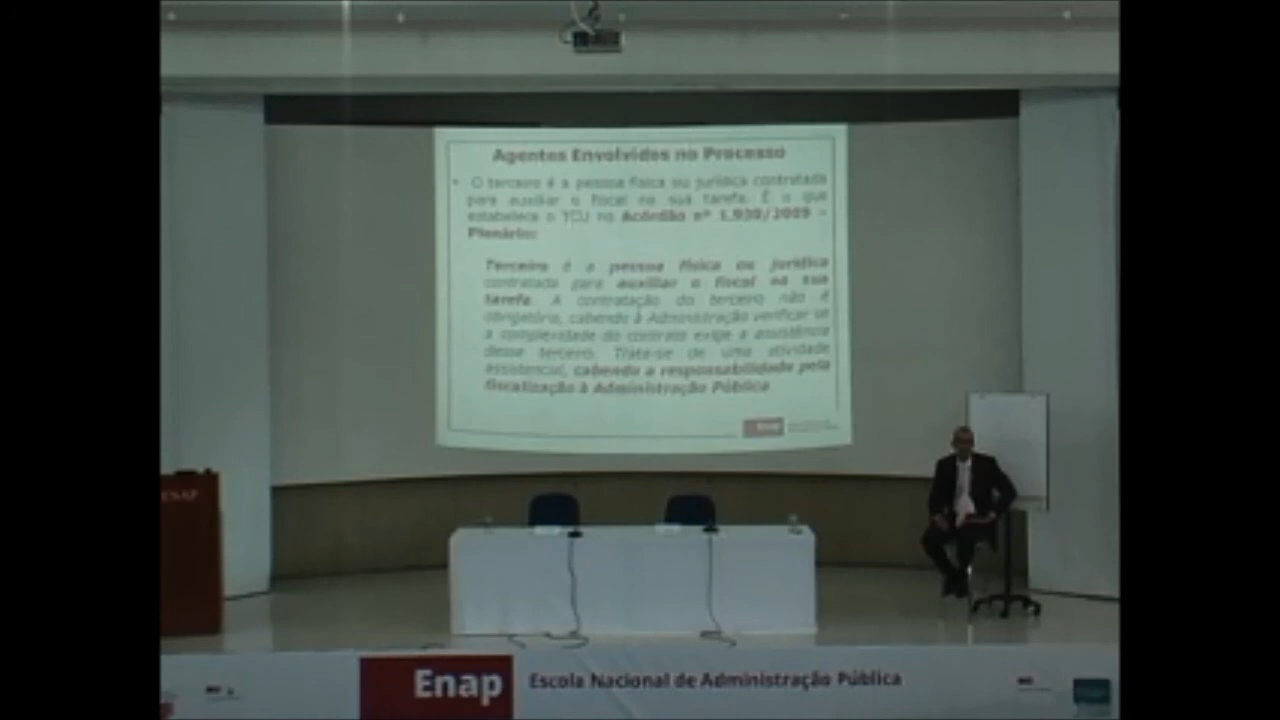 Agentes Envolvidos no Processo
• O terceiro é a pessoa física ou jurídica contratada
para auxiliar o fiscal na sua tarefa. É o que
estabelece o TCU no Acórdão nº 1.930/2009 –
Plenário:
Terceiro é a pessoa física ou jurídica
contratada para auxiliar o fiscal na sua
tarefa. A contratação do terceiro não é
obrigatória, cabendo à Administração verificar se
a complexidade do contrato exige a assistência
desse terceiro. Trata-se de uma atividade
assistencial, cabendo a responsabilidade pela
fiscalização à Administração Pública
Enap
ENAP
Enap Escola Nacional de Administração Pública